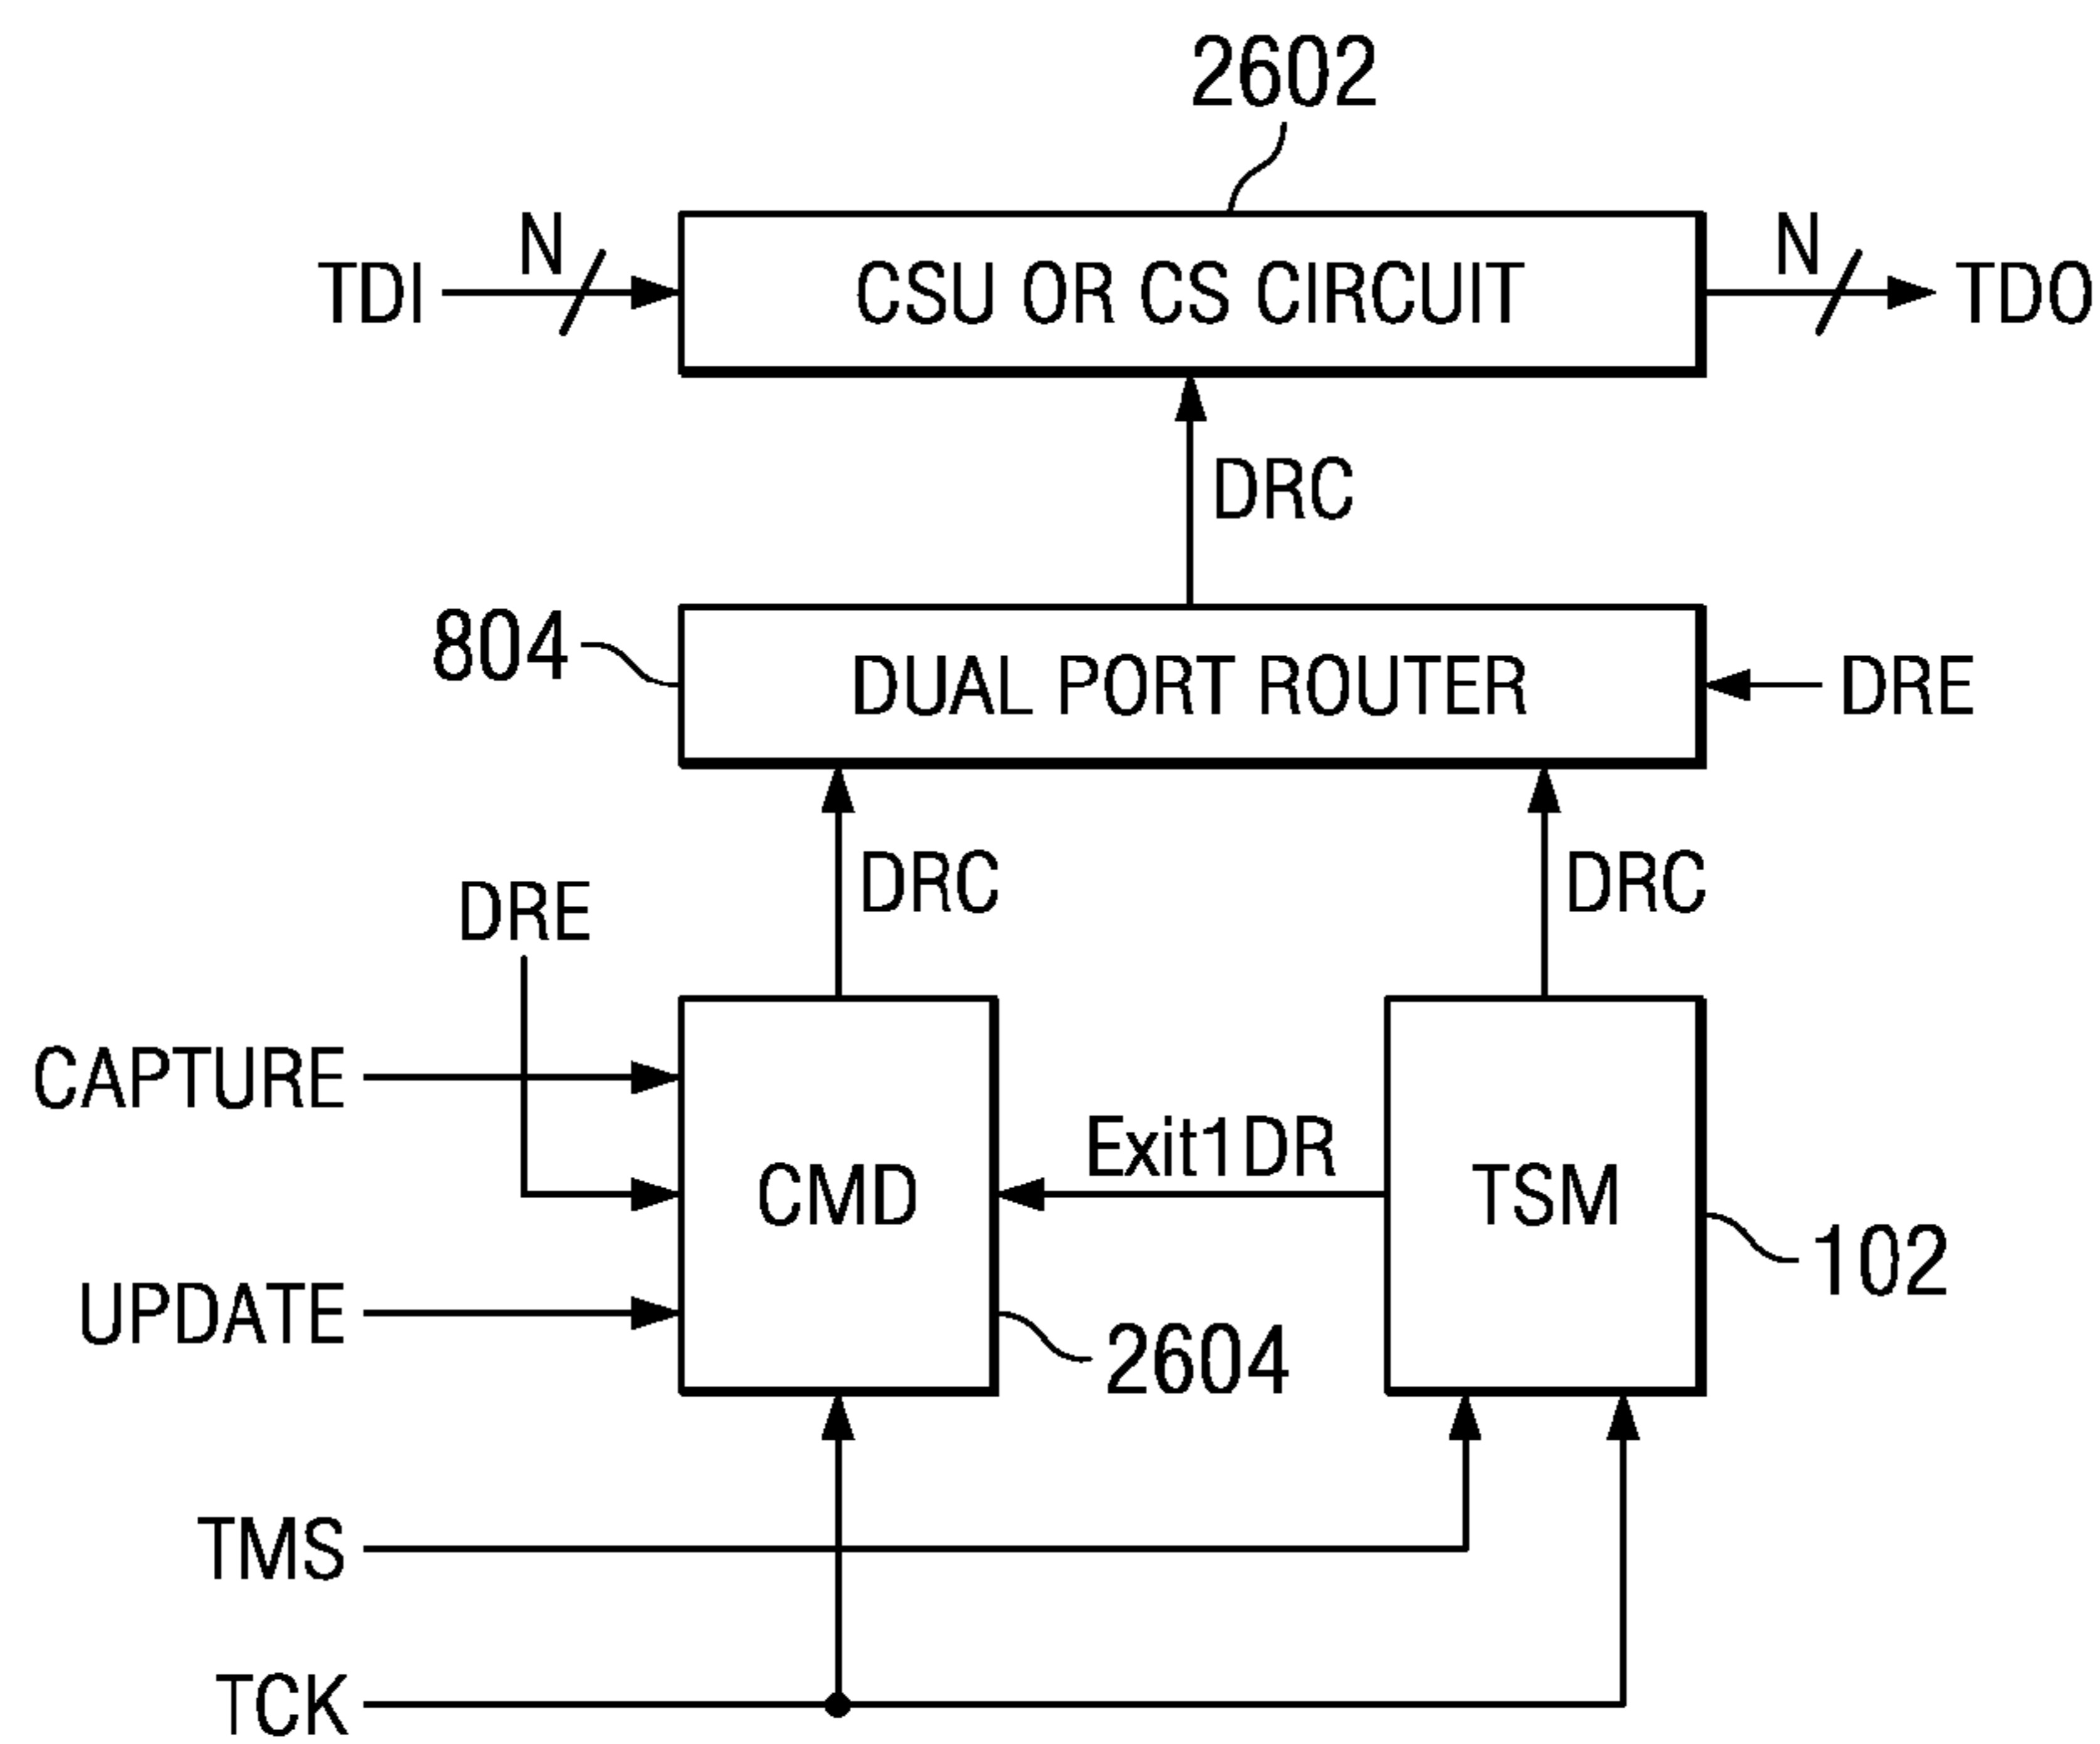 2602
N
N
TDI
CSU OR CS CIRCUIT
TDO
DRC
804
DUAL PORT ROUTER
DRE
DRC
DRC
DRE
CAPTURE
Exit1DR
CMD
TSM
102
UPDATE
2604
TMS
TCK